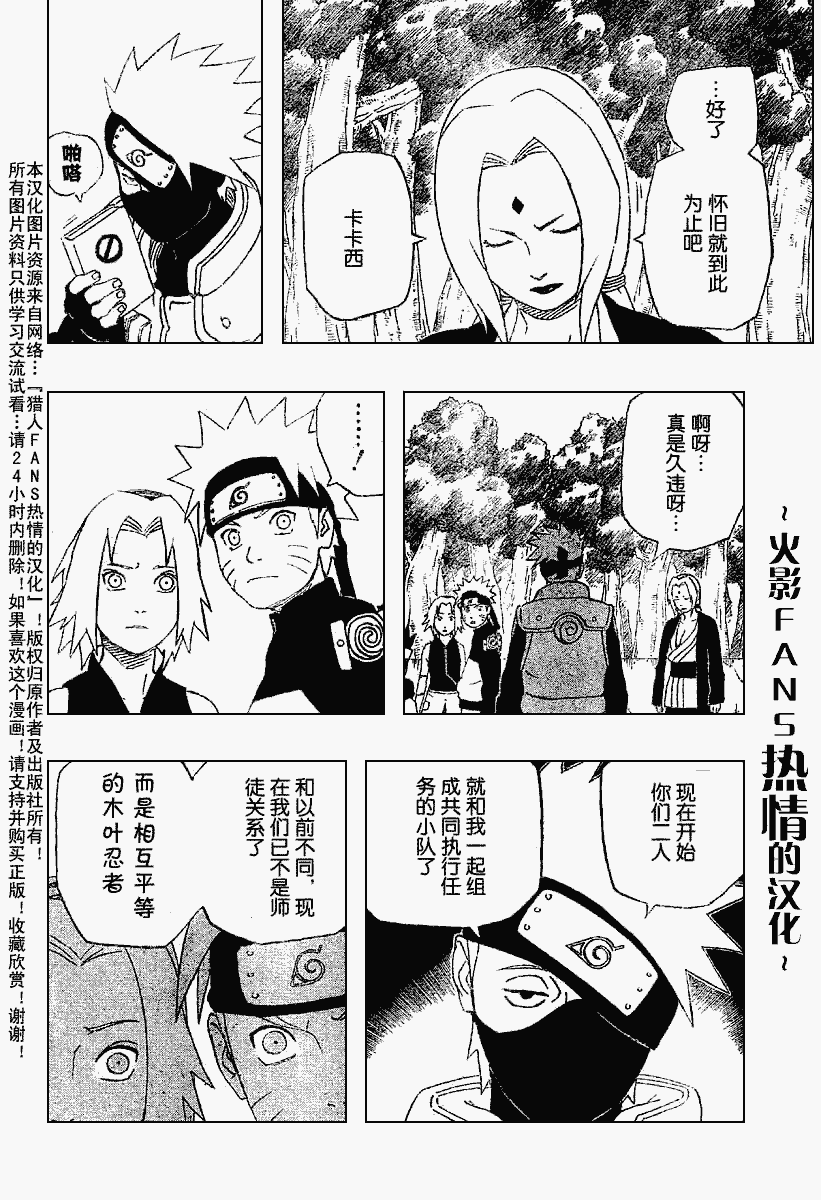 …好了
怀旧就到此
为止吧
卡卡西
啪嗒
啊呀…
真是久违呀…
……
现在开始
你们二人
就和我一起组
成共同执行任
务的小队了
和以前不同，现
在我们已不是师
徒关系了
而是相互平等
的木叶忍者
~火影FANS热情的汉化~
本汉化图片资源来自网络…『猎人FANS热情的汉化』！版权归原作者及出版社所有！
所有图片资料只供学习交流试看…请24小时内删除！如果喜欢这个漫画！请支持并购买正版！收藏欣赏！谢谢！